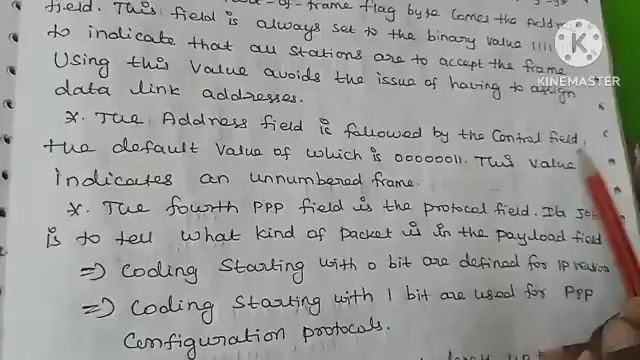 field. This field is always set to the binary value 1111
to indicate that all stations are to accept the frame
Using this value avoids the issue of having to assign
data link addresses.
*. The Address field is followed by the Control field,
the default value of which is 00000011. This value
indicates an unnumbered frame.
*. The fourth PPP field is the protocal field. Its Job
is to tell what kind of packet is in the payload field
=> Coding Starting with 0 bit are defined for IP version
=> Coding Starting with 1 bit are used for PPP
Configuration protocals.
KINEMASTER